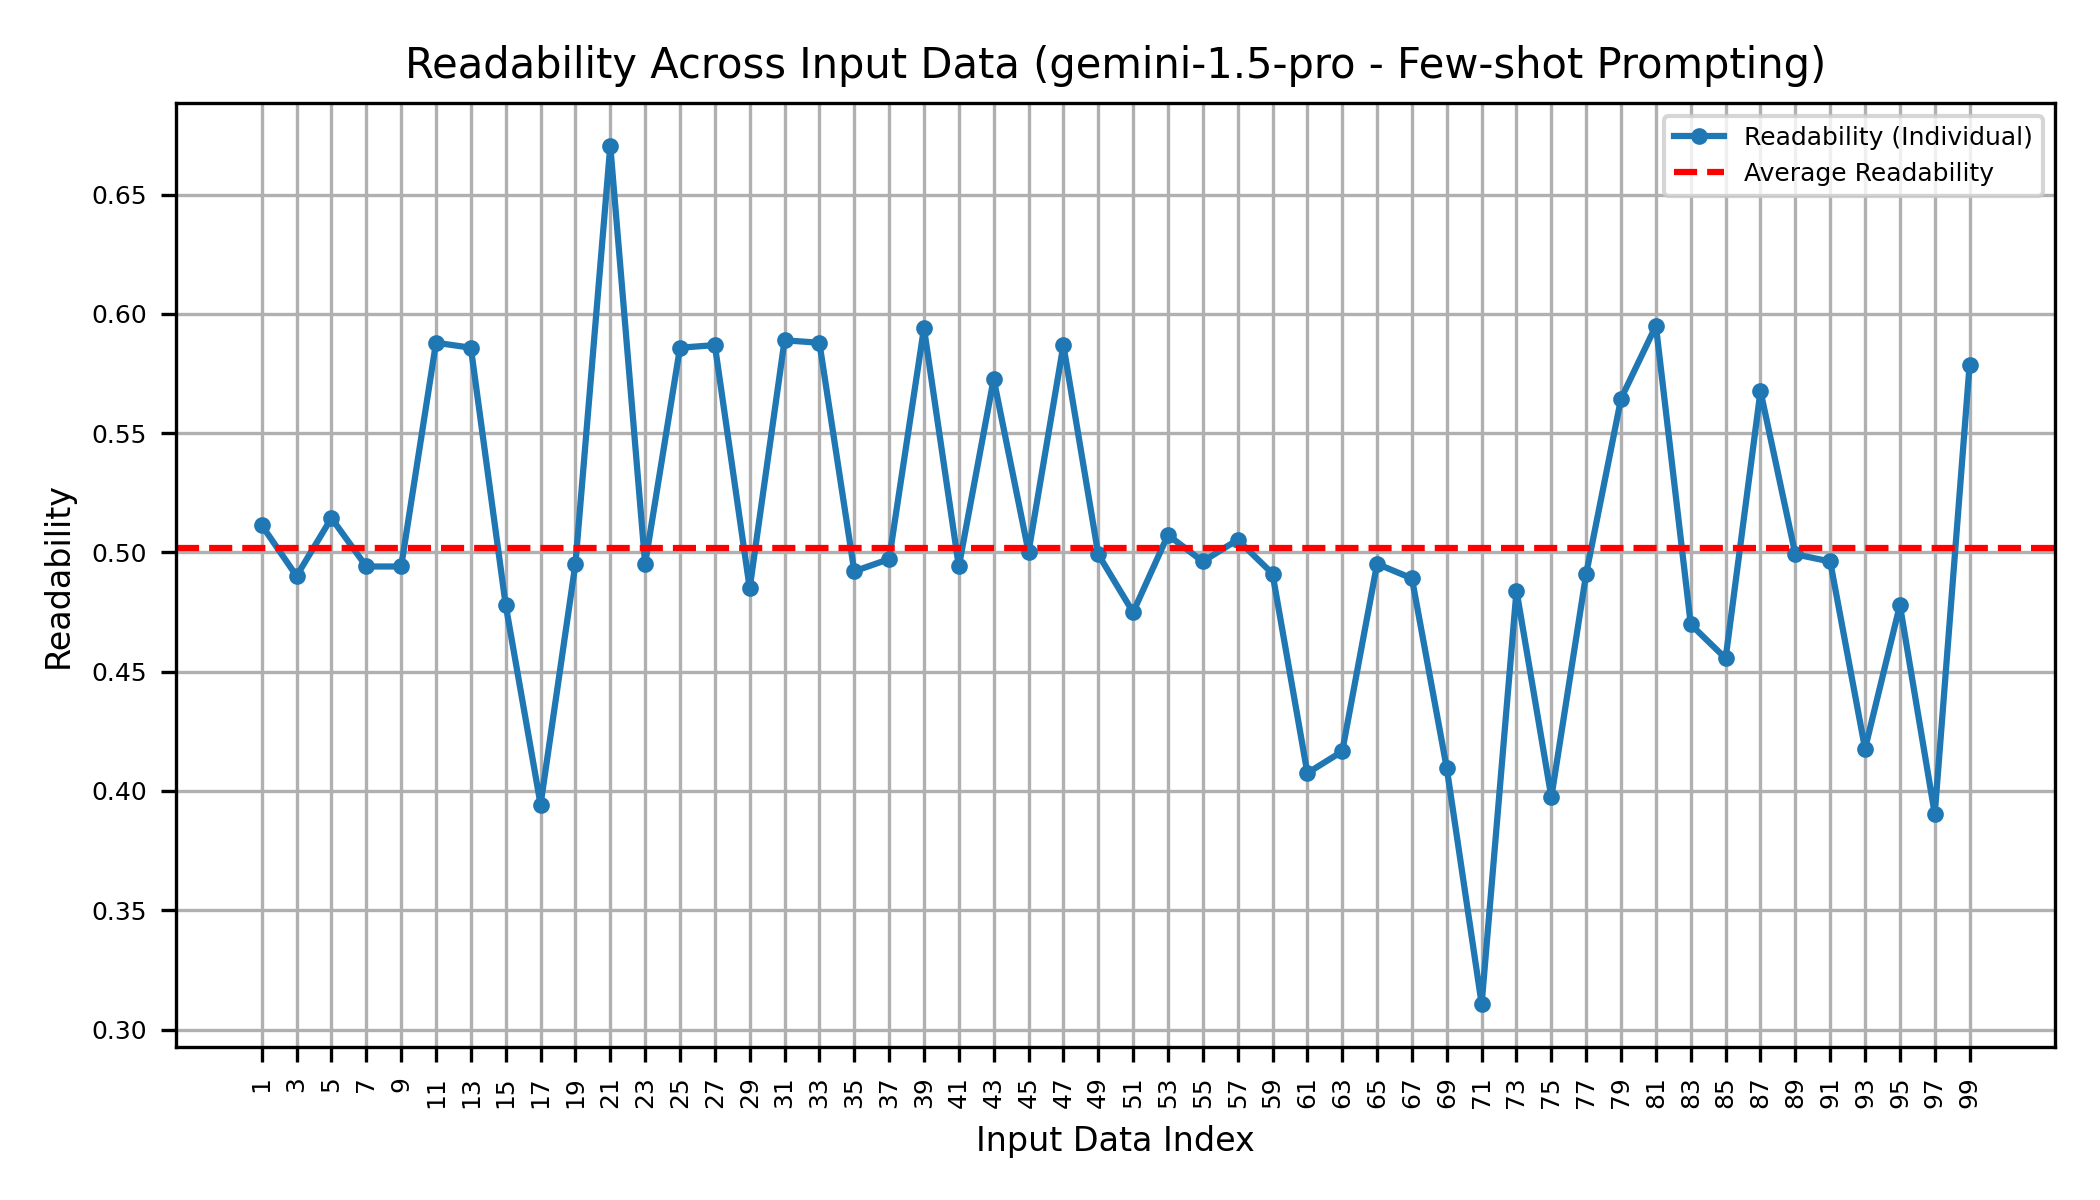 Readability Across Input Data (gemini-1.5-pro - Few-shot Prompting)
Readability (Individual)
Average Readability
Readability
0.65
0.60
0.55
0.50
0.45
0.40
0.35
0.30
1 3 5 7 9 11 13 15 17 19 21 23 25 27 29 31 33 35 37 39 41 43 45 47 49 51 53 55 57 59 61 63 65 67 69 71 73 75 77 79 81 83 85 87 89 91 93 95 97 99
Input Data Index